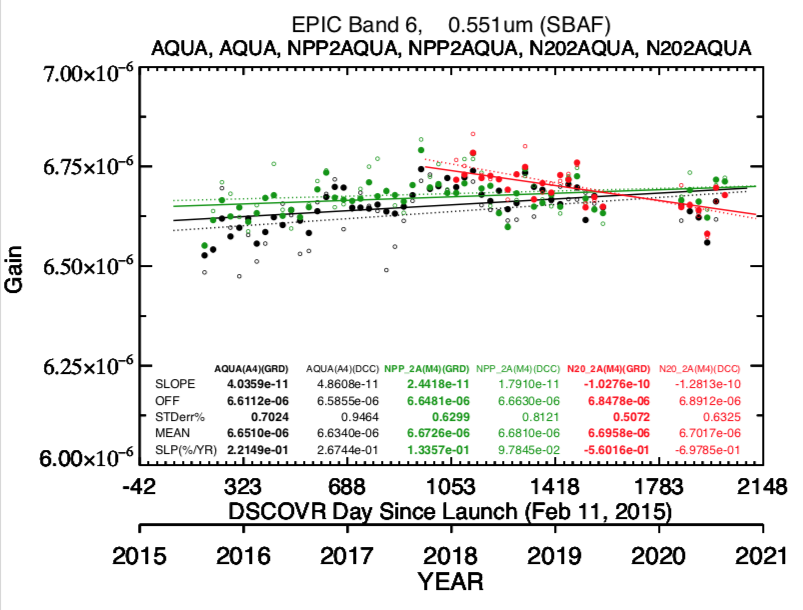 EPIC Band 6, 0.551um (SBAF)
AQUA, AQUA, NPP2AQUA, NPP2AQUA, N202AQUA, N202AQUA
7.00×10⁻⁶
6.75×10⁻⁶
6.50×10⁻⁶
6.25×10⁻⁶
6.00×10⁻⁶
Gain
AQUA(A4)(GRD) AQUA(A4)(DCC) NPP_2A(M4)(GRD) NPP_2A(M4)(DCC) N20_2A(M4)(GRD) N20_2A(M4)(DCC)
SLOPE 4.0359e-11 4.8608e-11 2.4418e-11 1.7910e-11 -1.0276e-10 -1.2813e-10
OFF 6.6112e-06 6.5855e-06 6.6481e-06 6.6630e-06 6.8478e-06 6.8912e-06
STDerr% 0.7024 0.9464 0.6299 0.8121 0.5072 0.6325
MEAN 6.6510e-06 6.6340e-06 6.6726e-06 6.6810e-06 6.6958e-06 6.7017e-06
SLP(%/YR) 2.2149e-01 2.6744e-01 1.3357e-01 9.7845e-02 -5.6016e-01 -6.9785e-01
-42 323 688 1053 1418 1783 2148
DSCOVR Day Since Launch (Feb 11, 2015)
2015 2016 2017 2018 2019 2020 2021
YEAR